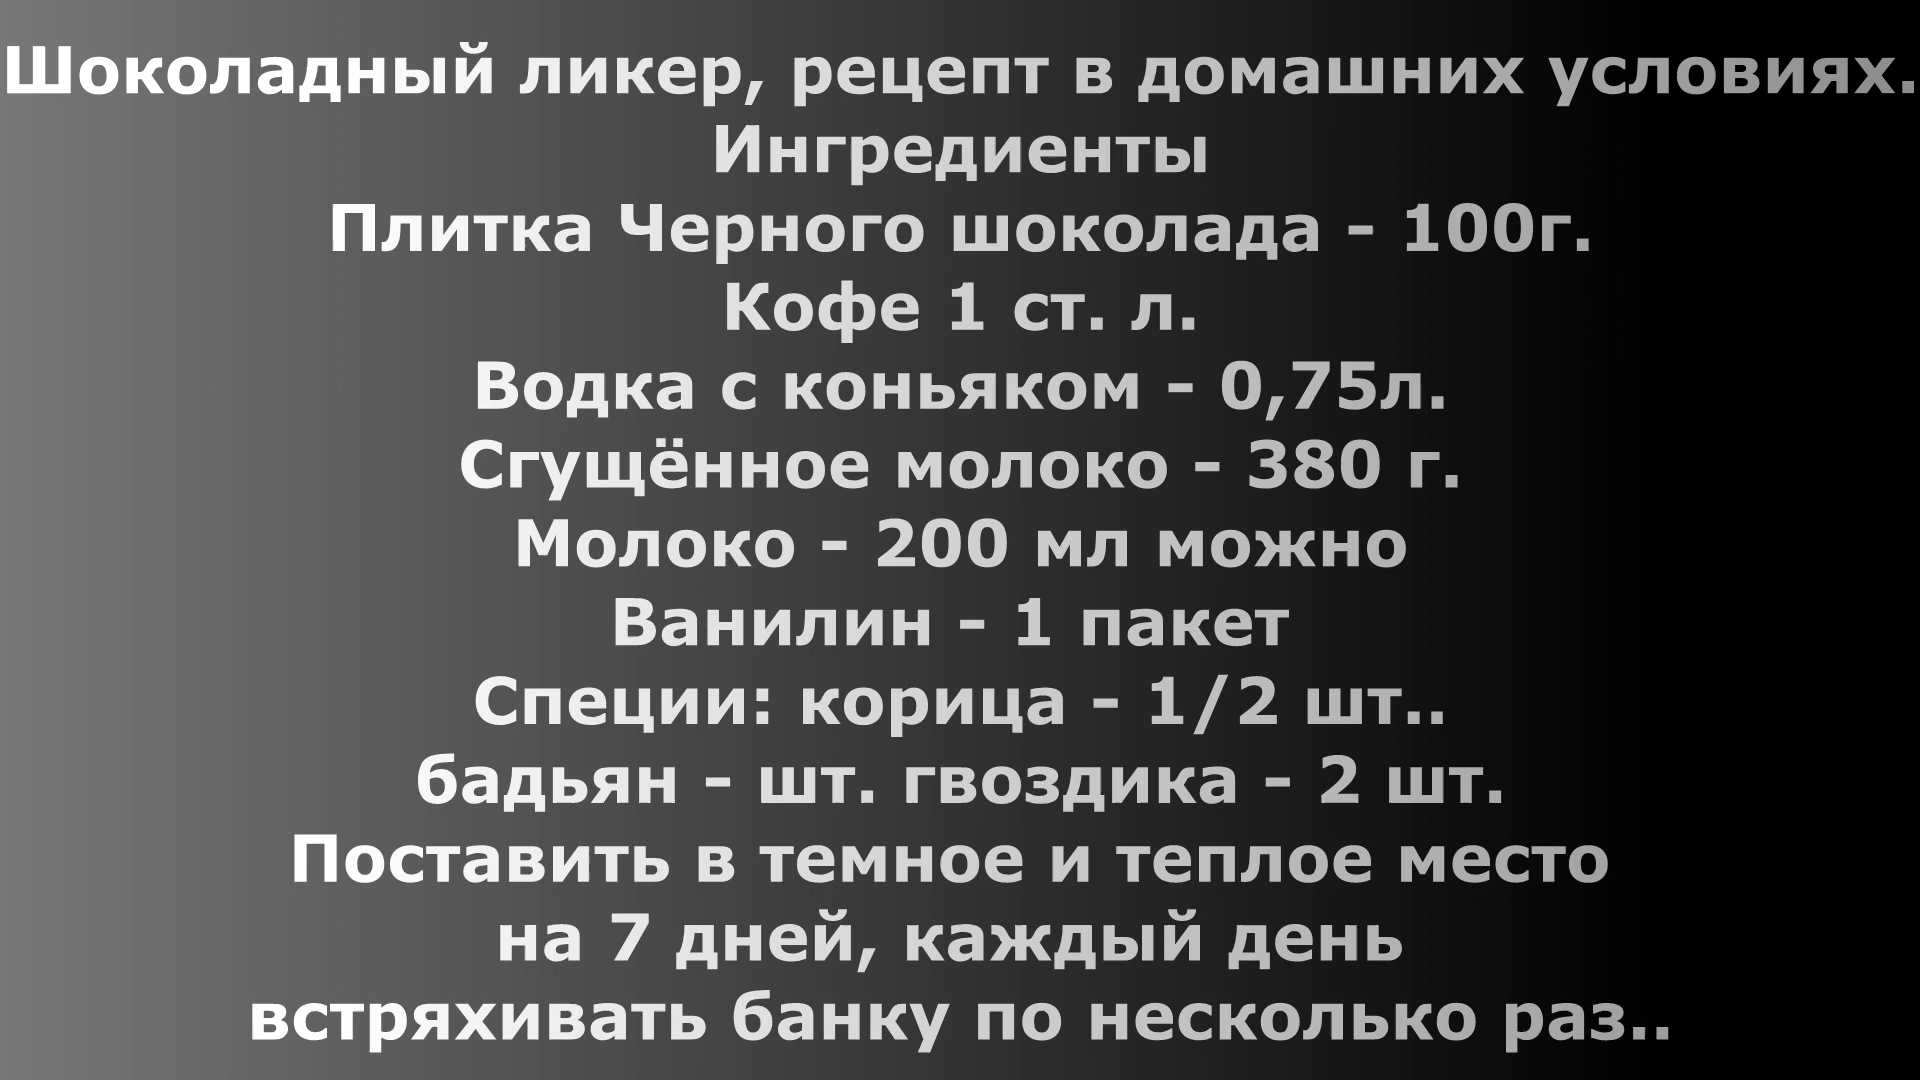 Шоколадный ликер, рецепт в домашних условиях.
Ингредиенты
Плитка Черного шоколада - 100г.
Кофе 1 ст. л.
Водка с коньяком - 0,75л.
Сгущённое молоко - 380 г.
Молоко - 200 мл можно
Ванилин - 1 пакет
Специи: корица - 1/2 шт..
бадьян - шт. гвоздика - 2 шт.
Поставить в темное и теплое место
на 7 дней, каждый день
встряхивать банку по несколько раз..